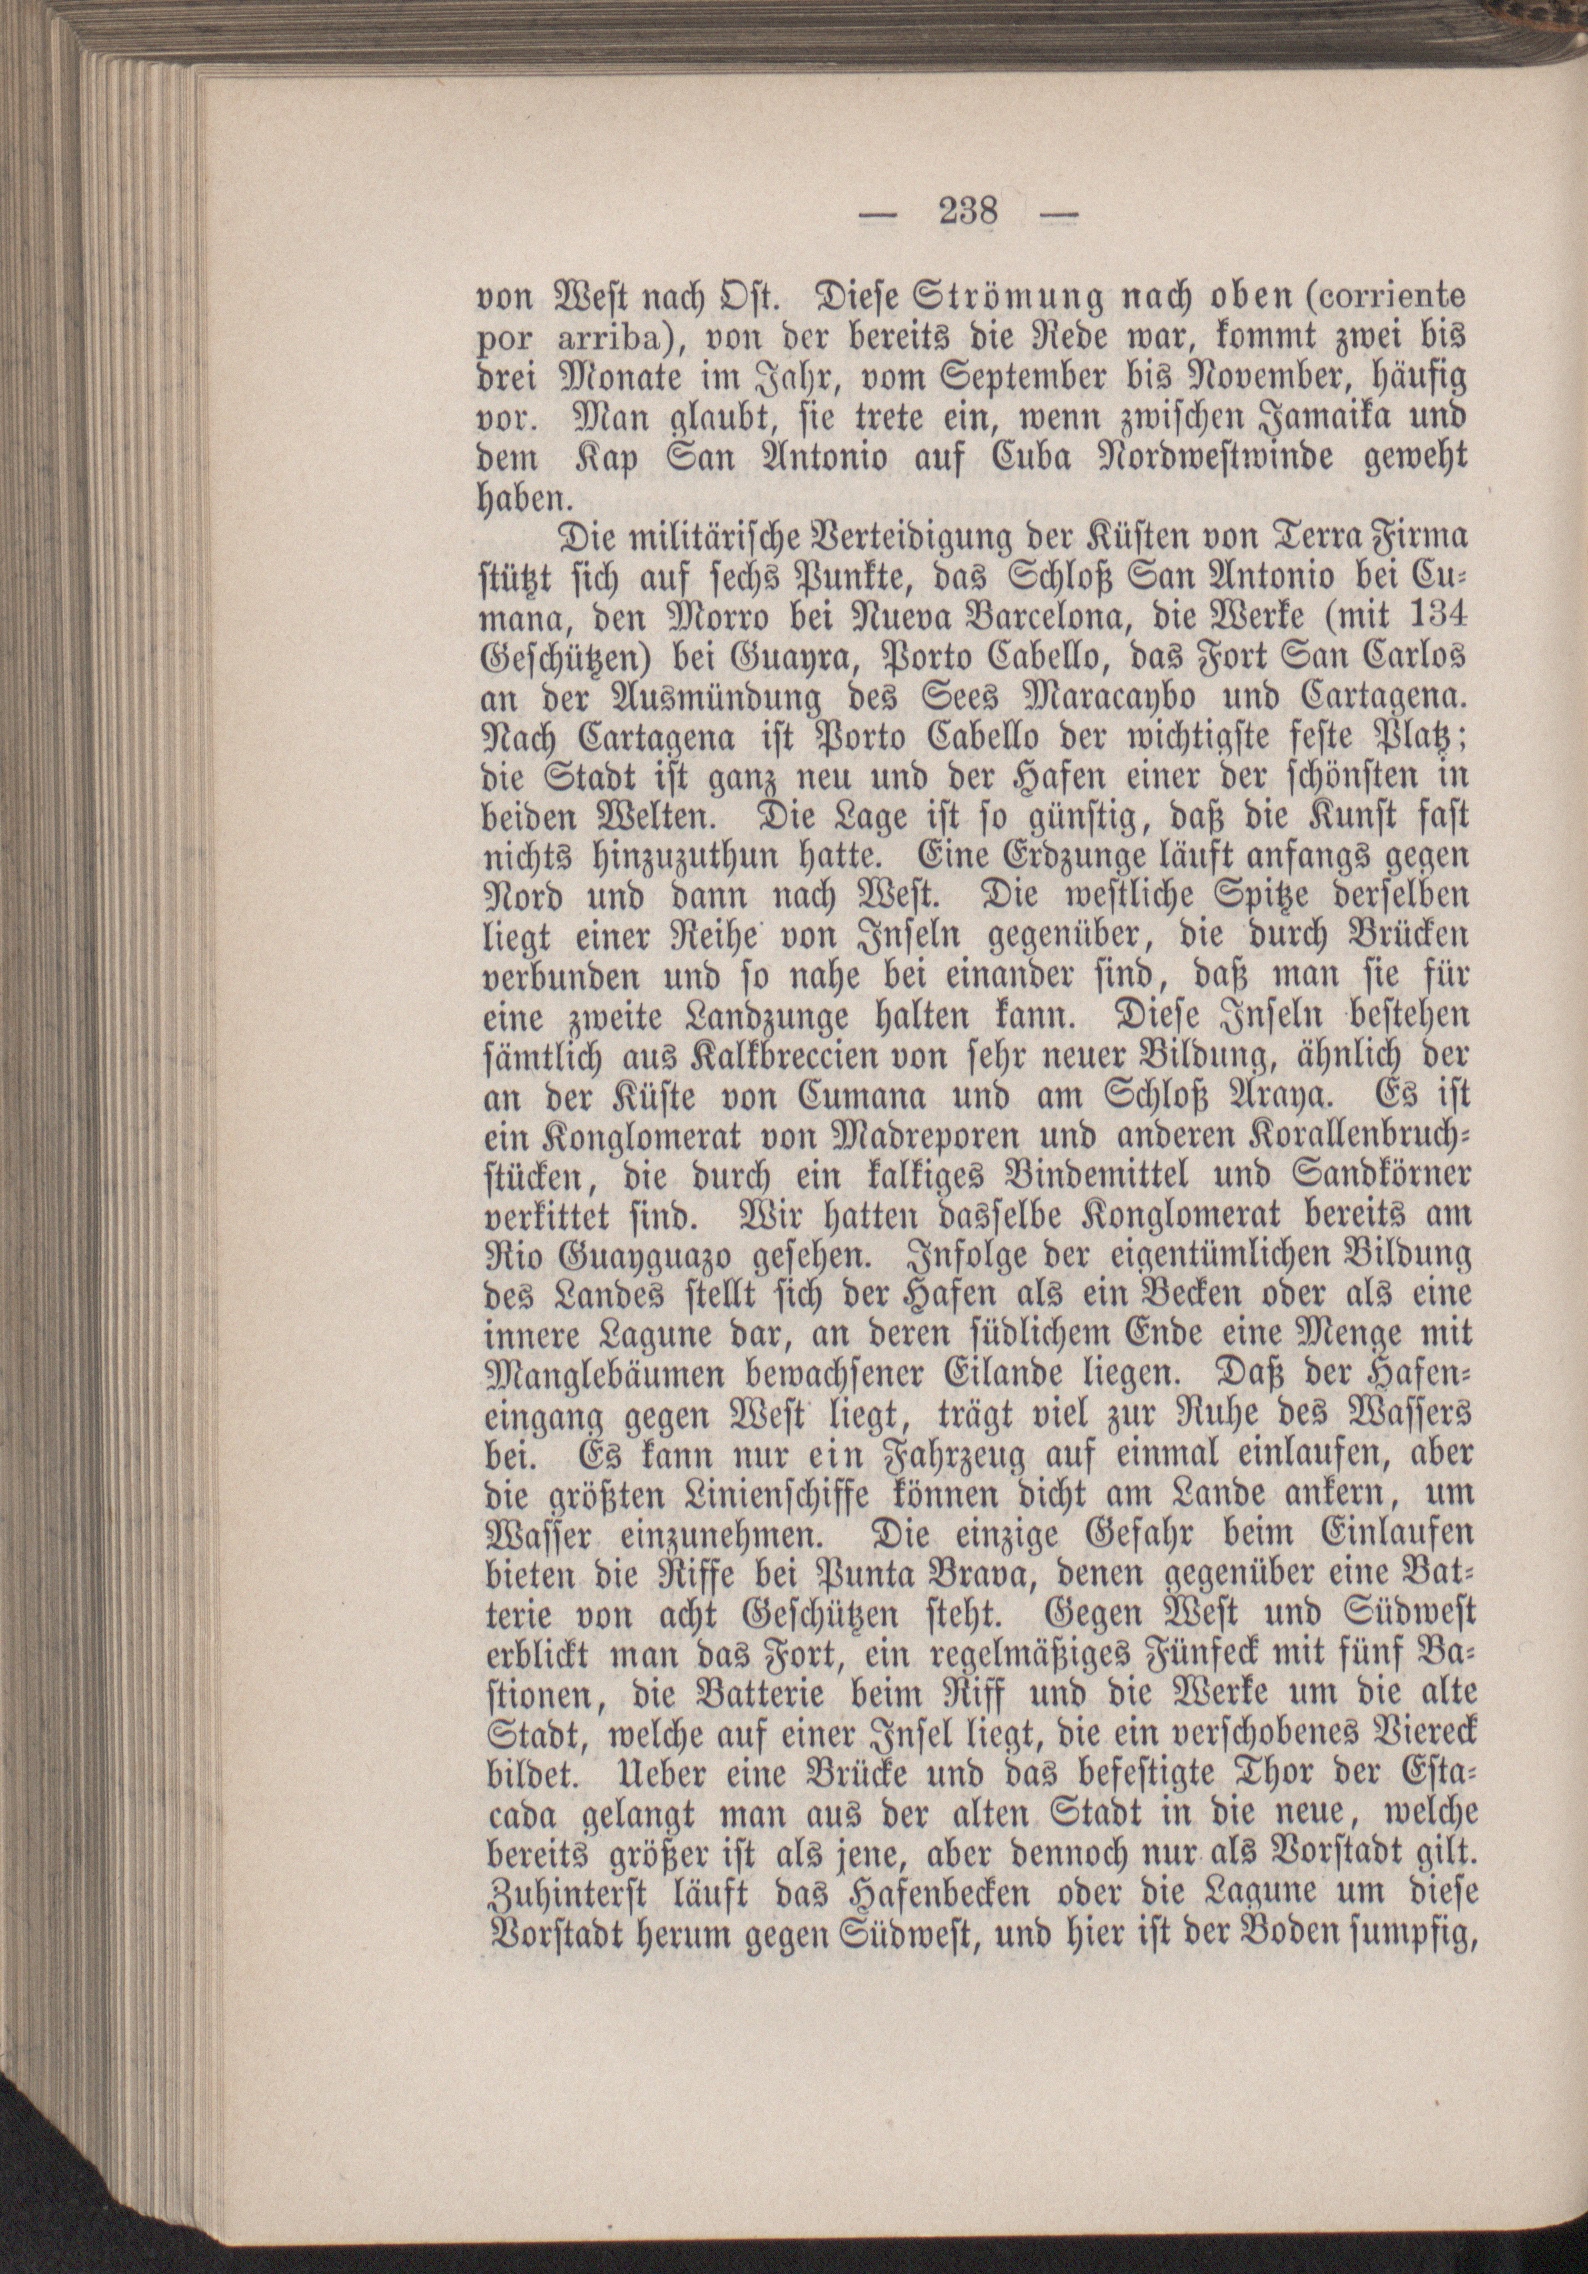 — 238 —
von West nach Ost. Diese Strömung nach oben (corriente
por arriba), von der bereits die Rede war, kommt zwei bis
drei Monate im Jahr, vom September bis November, häufig
vor. Man glaubt, sie trete ein, wenn zwischen Jamaika und
dem Kap San Antonio auf Cuba Nordwestwinde geweht
haben.
Die militärische Verteidigung der Küsten von Terra Firma
stützt sich auf sechs Punkte, das Schloß San Antonio bei Cu-
mana, den Morro bei Nueva Barcelona, die Werke (mit 134
Geschützen) bei Guayra, Porto Cabello, das Fort San Carlos
an der Ausmündung des Sees Maracaybo und Cartagena.
Nach Cartagena ist Porto Cabello der wichtigste feste Platz;
die Stadt ist ganz neu und der Hafen einer der schönsten in
beiden Welten. Die Lage ist so günstig, daß die Kunst fast
nichts hinzuzuthun hatte. Eine Erdzunge läuft anfangs gegen
Nord und dann nach West. Die westliche Spitze derselben
liegt einer Reihe von Inseln gegenüber, die durch Brücken
verbunden und so nahe bei einander sind, daß man sie für
eine zweite Landzunge halten kann. Diese Inseln bestehen
sämtlich aus Kalkbreccien von sehr neuer Bildung, ähnlich der
an der Küste von Cumana und am Schloß Araya. Es ist
ein Konglomerat von Madreporen und anderen Korallenbruch-
stücken, die durch ein kalkiges Bindemittel und Sandkörner
verkittet sind. Wir hatten dasselbe Konglomerat bereits am
Rio Guayguazo gesehen. Infolge der eigentümlichen Bildung
des Landes stellt sich der Hafen als ein Becken oder als eine
innere Lagune dar, an deren südlichem Ende eine Menge mit
Manglebäumen bewachsener Eilande liegen. Daß der Hafen-
eingang gegen West liegt, trägt viel zur Ruhe des Wassers
bei. Es kann nur ein Fahrzeug auf einmal einlaufen, aber
die größten Linienschiffe können dicht am Lande ankern, um
Wasser einzunehmen. Die einzige Gefahr beim Einlaufen
bieten die Riffe bei Punta Brava, denen gegenüber eine Bat-
terie von acht Geschützen steht. Gegen West und Südwest
erblickt man das Fort, ein regelmäßiges Fünfeck mit fünf Ba-
stionen, die Batterie beim Riff und die Werke um die alte
Stadt, welche auf einer Insel liegt, die ein verschobenes Viereck
bildet. Ueber eine Brücke und das befestigte Thor der Esta-
cada gelangt man aus der alten Stadt in die neue, welche
bereits größer ist als jene, aber dennoch nur als Vorstadt gilt.
Zuhinterst läuft das Hafenbecken oder die Lagune um diese
Vorstadt herum gegen Südwest, und hier ist der Boden sumpfig,